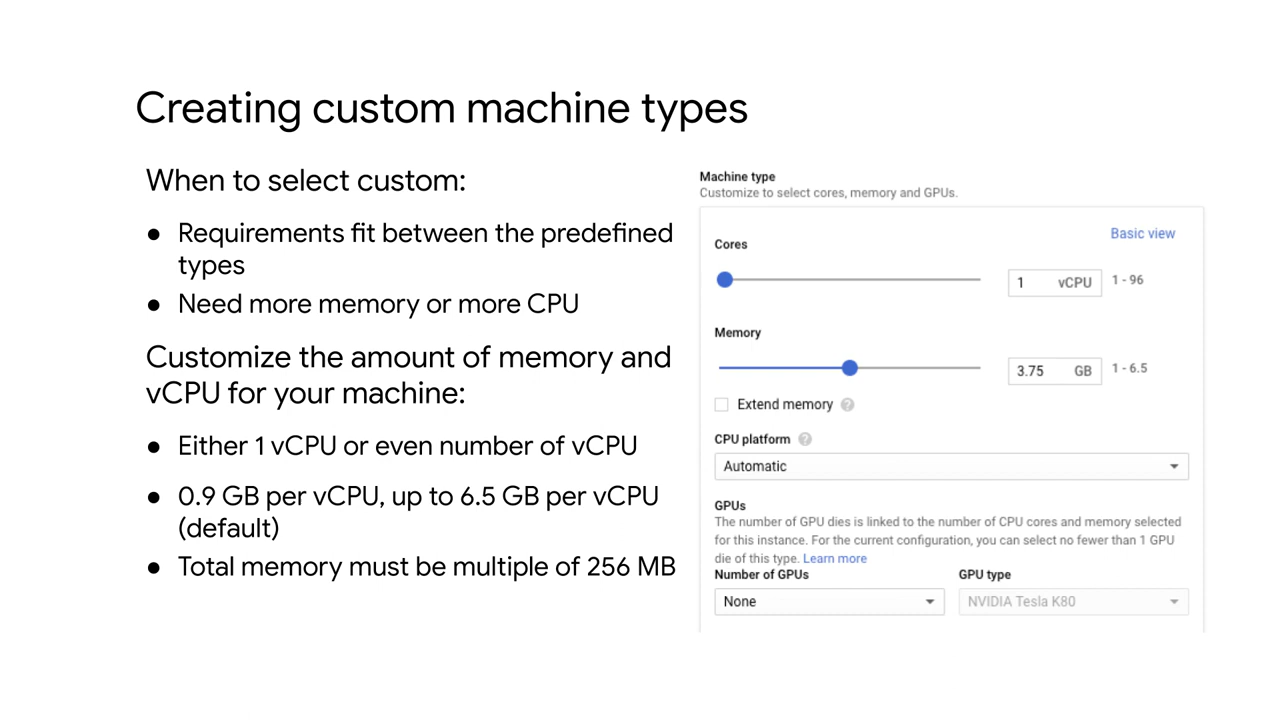 Creating custom machine types
When to select custom:
● Requirements fit between the predefined
types
● Need more memory or more CPU
Customize the amount of memory and
vCPU for your machine:
● Either 1 vCPU or even number of vCPU
● 0.9 GB per vCPU, up to 6.5 GB per vCPU
(default)
● Total memory must be multiple of 256 MB
Machine type
Customize to select cores, memory and GPUs.
Basic view
Cores
1 vCPU 1 - 96
Memory
3.75 GB 1 - 6.5
Extend memory ?
CPU platform ?
Automatic
GPUs
The number of GPU dies is linked to the number of CPU cores and memory selected
for this instance. For the current configuration, you can select no fewer than 1 GPU
die of this type. Learn more
Number of GPUs GPU type
None NVIDIA Tesla K80